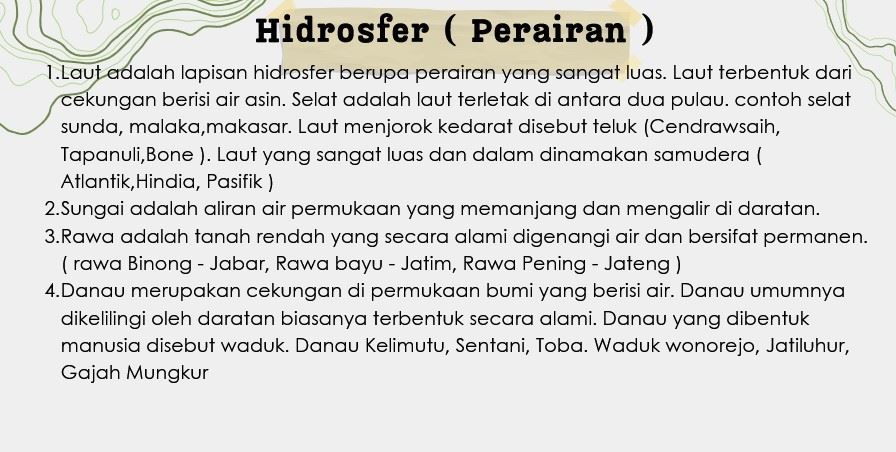 Hidrosfer ( Perairan )
1.Laut adalah lapisan hidrosfer berupa perairan yang sangat luas. Laut terbentuk dari
cekungan berisi air asin. Selat adalah laut terletak di antara dua pulau. contoh selat
sunda, malaka,makasar. Laut menjorok kedarat disebut teluk (Cendrawsaih,
Tapanuli,Bone ). Laut yang sangat luas dan dalam dinamakan samudera (
Atlantik,Hindia, Pasifik )
2.Sungai adalah aliran air permukaan yang memanjang dan mengalir di daratan.
3.Rawa adalah tanah rendah yang secara alami digenangi air dan bersifat permanen.
( rawa Binong - Jabar, Rawa bayu - Jatim, Rawa Pening - Jateng )
4.Danau merupakan cekungan di permukaan bumi yang berisi air. Danau umumnya
dikelilingi oleh daratan biasanya terbentuk secara alami. Danau yang dibentuk
manusia disebut waduk. Danau Kelimutu, Sentani, Toba. Waduk wonorejo, Jatiluhur,
Gajah Mungkur